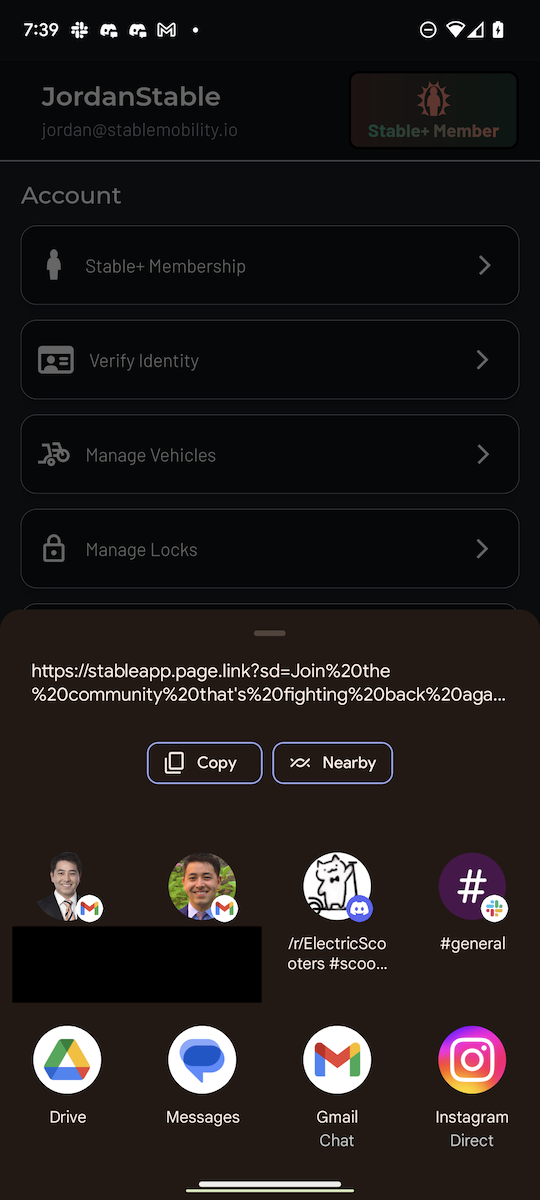 7:39
JordanStable
jordan@stablemobility.io
Stable+ Member
Account
Stable+ Membership
Verify Identity
Manage Vehicles
Manage Locks
https://stableapp.page.link?sd=Join%20the
%20community%20that's%20fighting%20back%20aga...
Copy
Nearby
/r/ElectricSco
oters #scoo...
#general
Drive
Messages
Gmail
Chat
Instagram
Direct